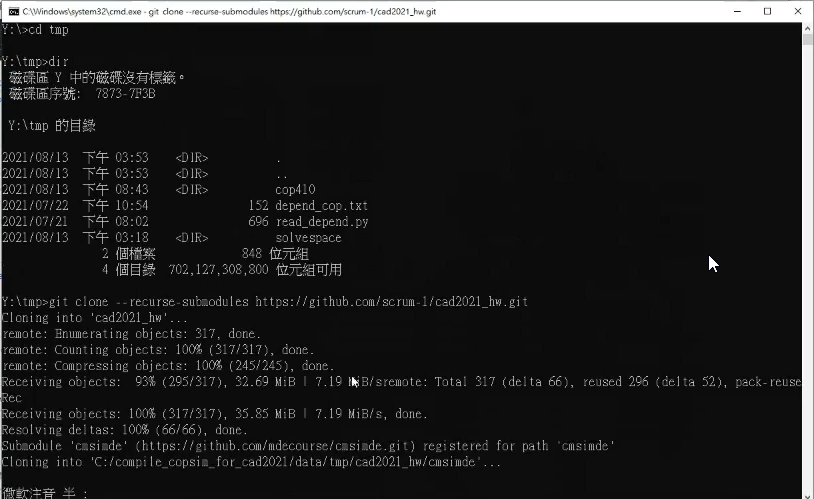 C:\Windows\system32\cmd.exe - git clone --recurse-submodules https://github.com/scrum-1/cad2021_hw.git
Y:\>cd tmp
Y:\tmp>dir
磁碟區 Y 中的磁碟沒有標籤。
磁碟區序號: 7873-7F3B
Y:\tmp 的目錄
2021/08/13 下午 03:53 <DIR> .
2021/08/13 下午 03:53 <DIR> ..
2021/08/13 下午 08:43 <DIR> cop410
2021/07/22 下午 10:54 152 depend_cop.txt
2021/07/21 下午 08:02 696 read_depend.py
2021/08/13 下午 03:18 <DIR> solvespace
2 個檔案 848 位元組
4 個目錄 702,127,308,800 位元組可用
Y:\tmp>git clone --recurse-submodules https://github.com/scrum-1/cad2021_hw.git
Cloning into 'cad2021_hw'...
remote: Enumerating objects: 317, done.
remote: Counting objects: 100% (317/317), done.
remote: Compressing objects: 100% (245/245), done.
Receiving objects: 93% (295/317), 32.69 MiB | 7.19 MiB/sremote: Total 317 (delta 66), reused 296 (delta 52), pack-reuse
Rec
Receiving objects: 100% (317/317), 35.85 MiB | 7.19 MiB/s, done.
Resolving deltas: 100% (66/66), done.
Submodule 'cmsimde' (https://github.com/mdecourse/cmsimde.git) registered for path 'cmsimde'
Cloning into 'C:/compile_copsim_for_cad2021/data/tmp/cad2021_hw/cmsimde'...
微軟注音 半 :